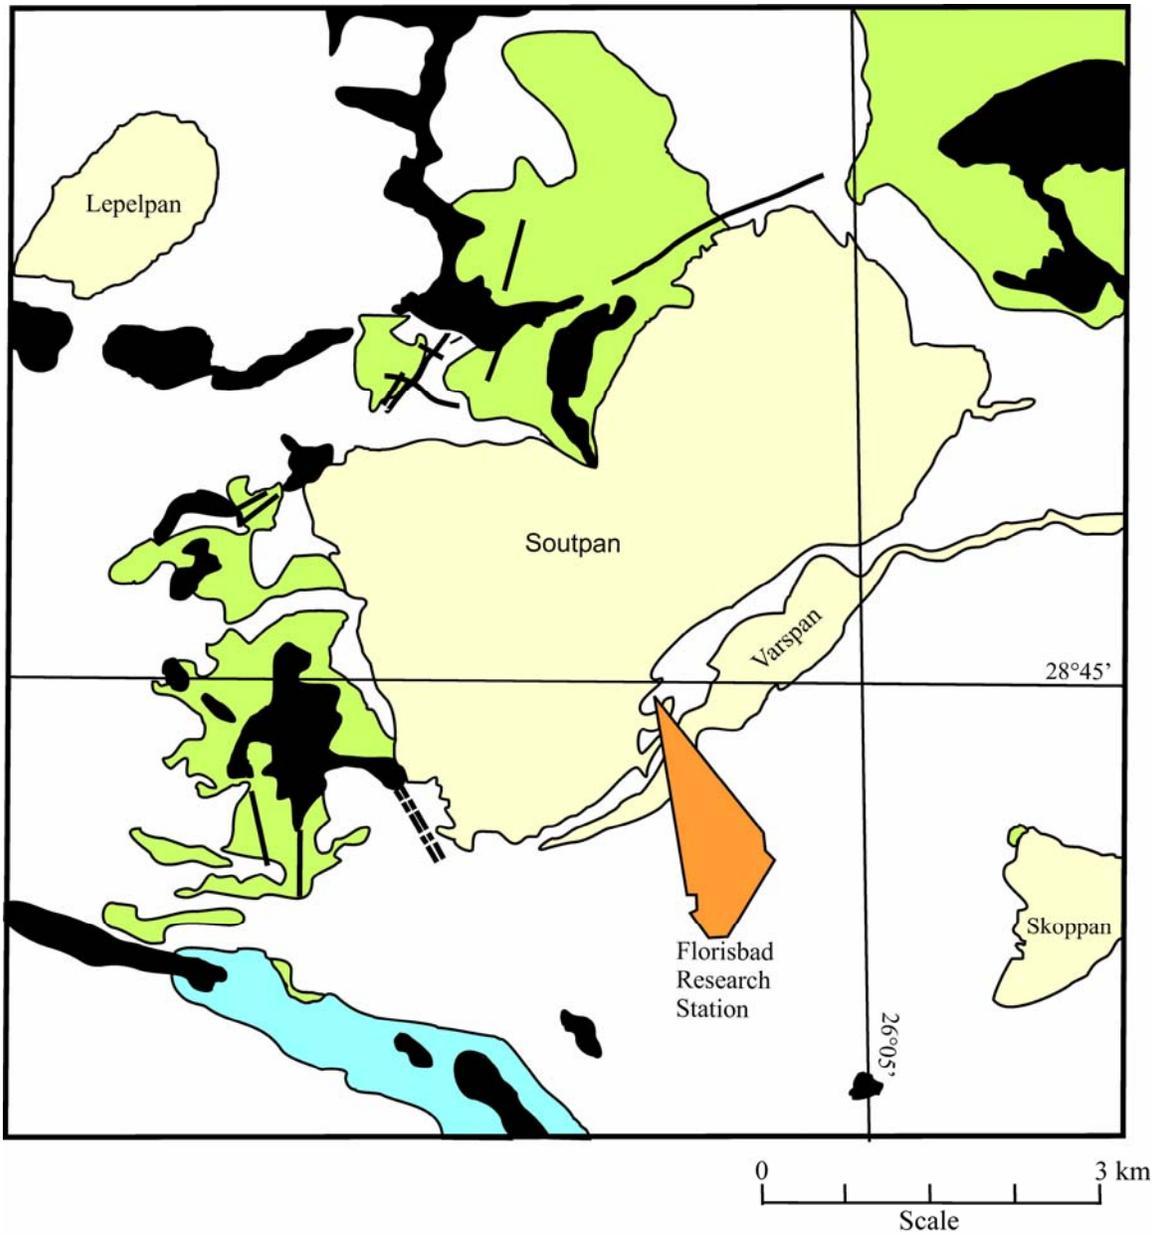 Lepelpan
Soutpan
Varspan
28°45'
Skoppan
Florisbad
Research
Station
26°05'
0
3 km
Scale